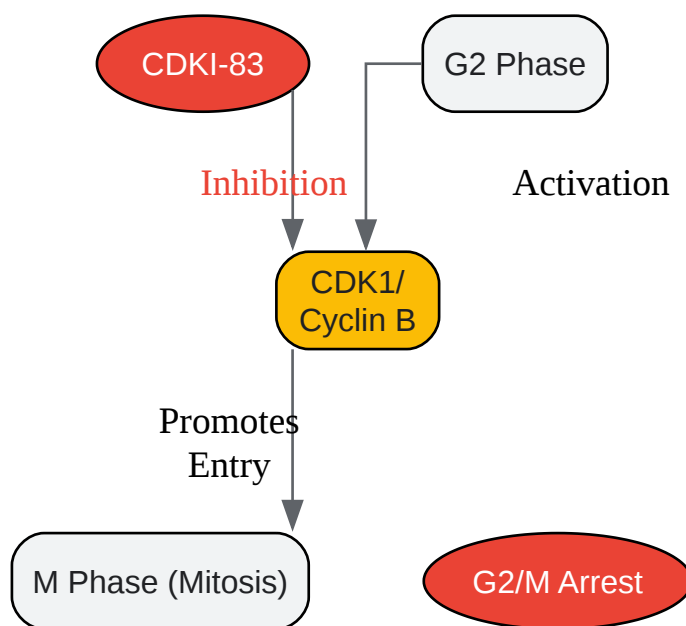 CDKI-83
G2 Phase
Inhibition
Activation
CDK1/
Cyclin B
Promotes
Entry
M Phase (Mitosis)
G2/M Arrest